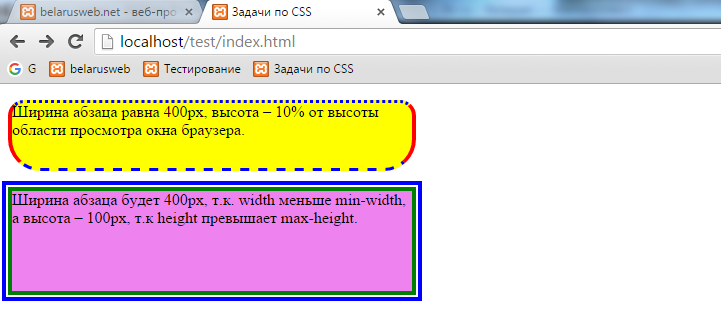 belarusweb.net - веб-про
Задачи по CSS
localhost/test/index.html
G belarusweb Тестирование Задачи по CSS
Ширина абзаца равна 400px, высота – 10% от высоты
области просмотра окна браузера.
Ширина абзаца будет 400px, т.к. width меньше min-width,
а высота – 100px, т.к height превышает max-height.